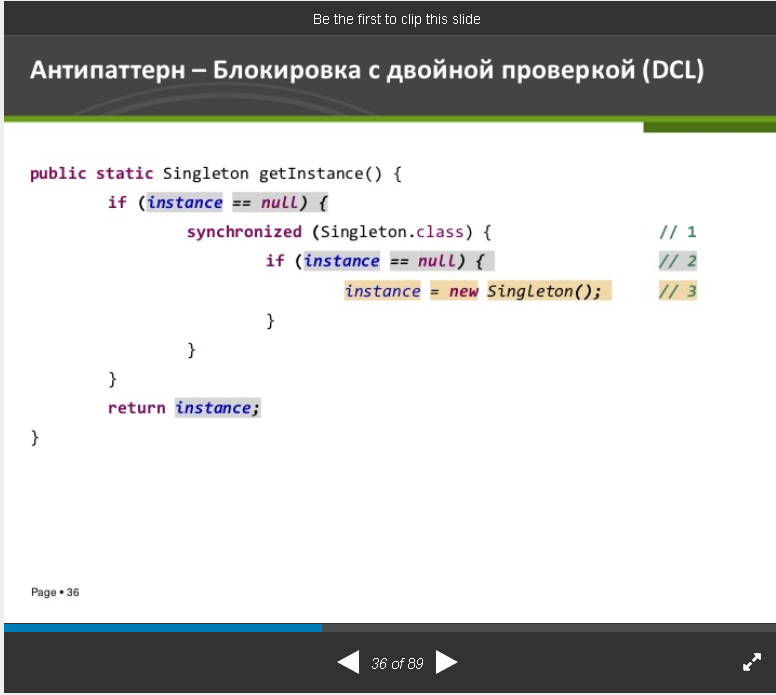 Be the first to clip this slide
Антипаттерн – Блокировка с двойной проверкой (DCL)
public static Singleton getInstance() {
if (instance == null) {
synchronized (Singleton.class) { // 1
if (instance == null) { // 2
instance = new Singleton(); // 3
}
}
}
return instance;
}
Page ▪ 36
36 of 89